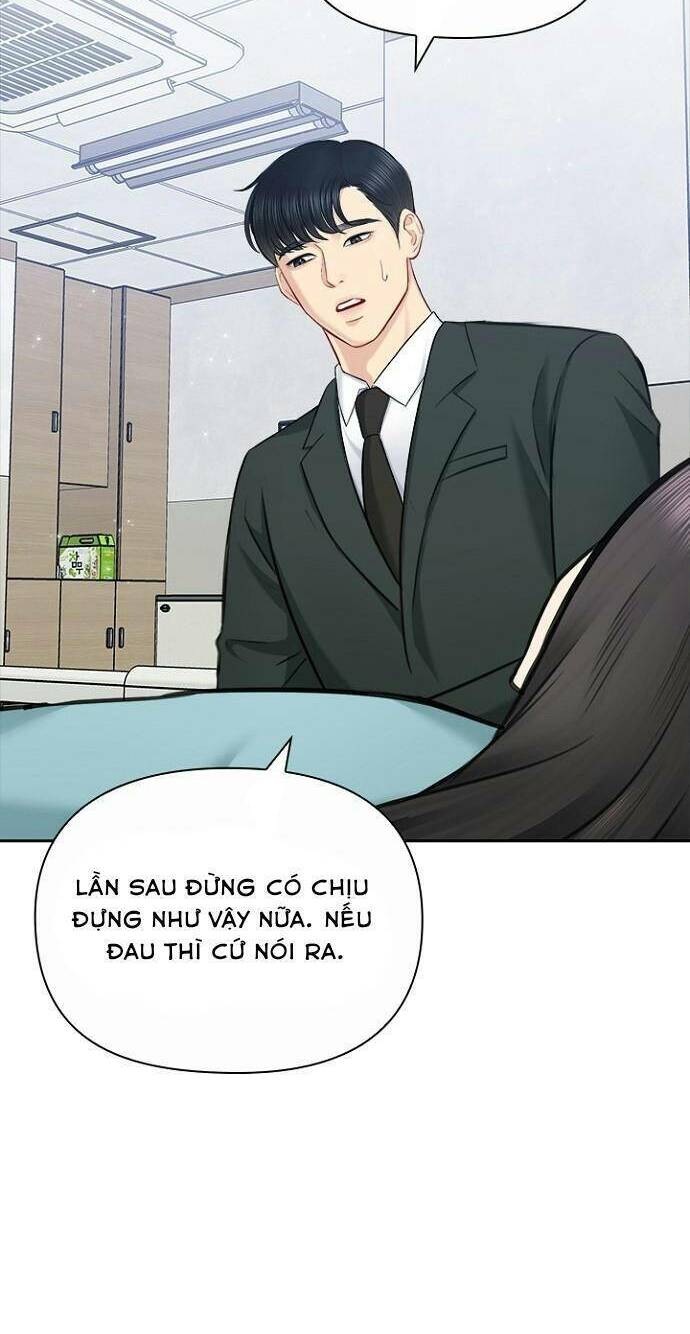 LẦN SAU ĐỪNG CÓ CHỊU
ĐỰNG NHƯ VẬY NỮA. NẾU
ĐAU THÌ CỨ NÓI RA.